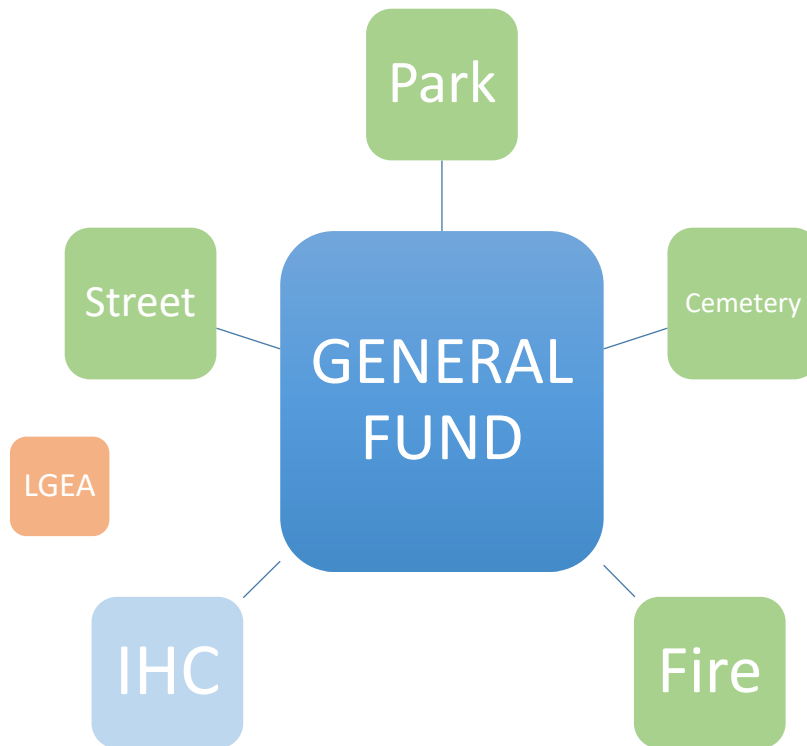 Park
Street
Cemetery
GENERAL
FUND
LGEA
IHC
Fire